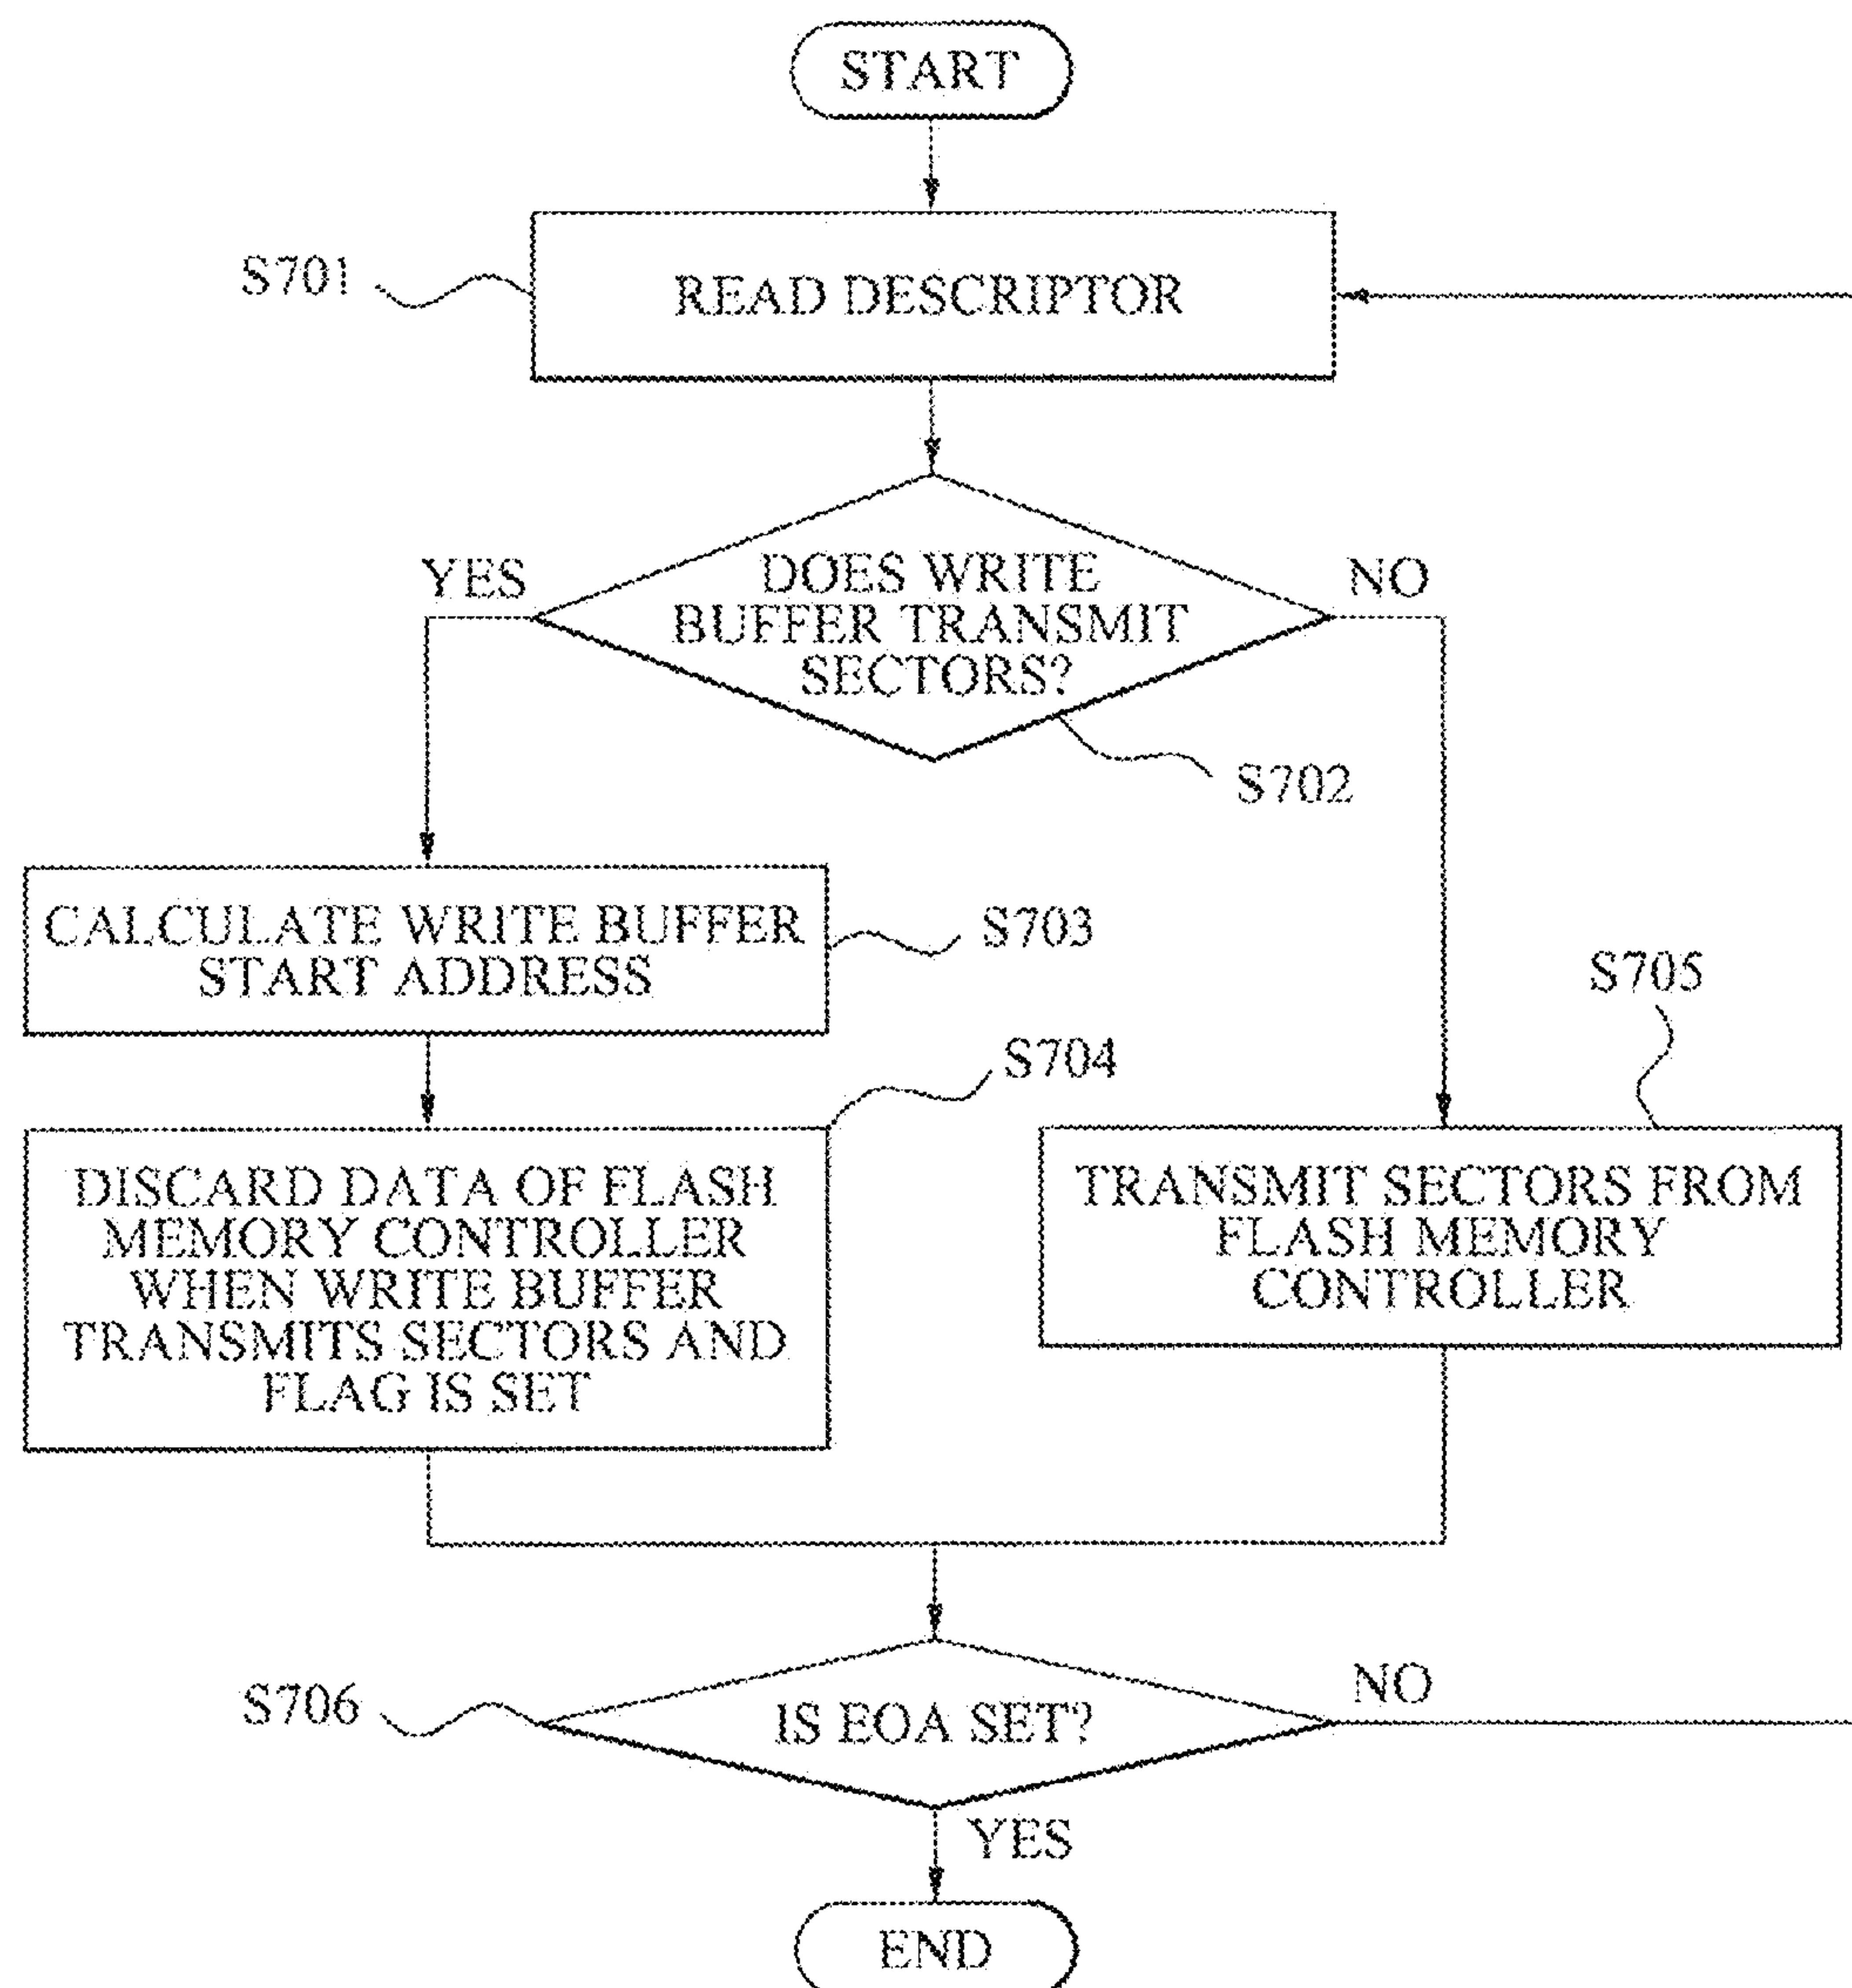 START
S701
READ DESCRIPTOR
YES
NO
DOES WRITE
BUFFER TRANSMIT
SECTORS?
S702
CALCULATE WRITE BUFFER
START ADDRESS
S703
S705
S704
DISCARD DATA OF FLASH
MEMORY CONTROLLER
WHEN WRITE BUFFER
TRANSMITS SECTORS AND
FLAG IS SET
TRANSMIT SECTORS FROM
FLASH MEMORY
CONTROLLER
S706
IS EOA SET?
NO
YES
END